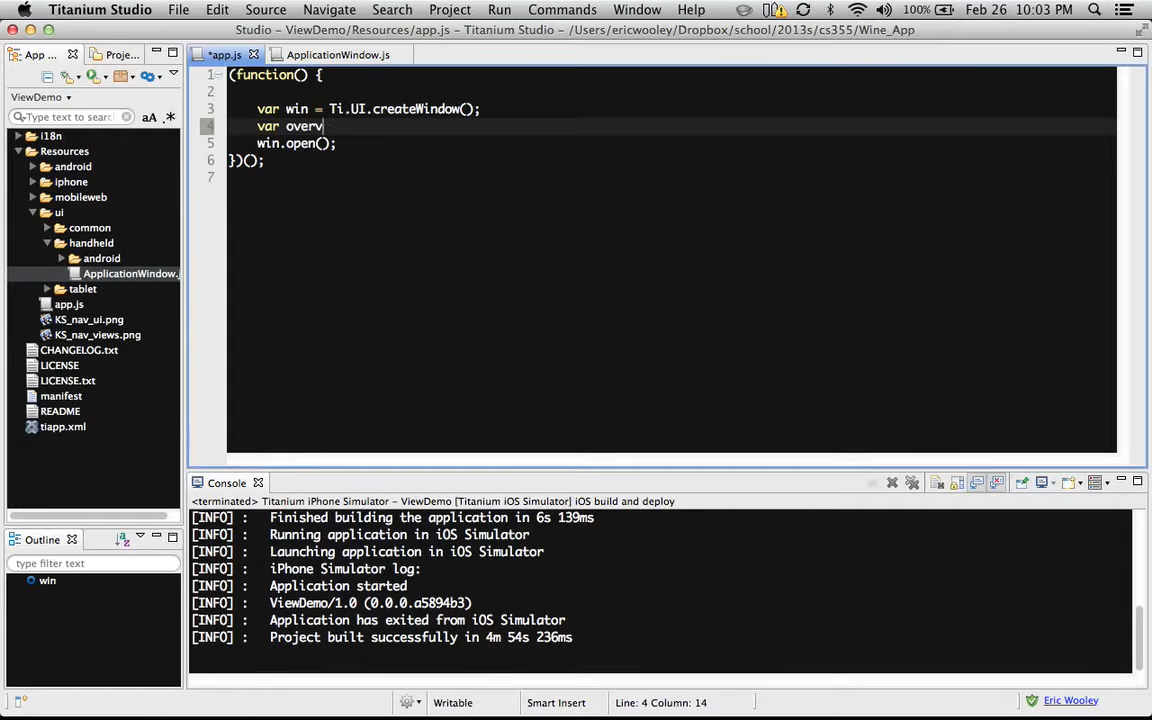 Titanium Studio File Edit Source Navigate Search Project Run Commands Window Help 100% Feb 26 10:03 PM
Studio - ViewDemo/Resources/app.js - Titanium Studio - /Users/ericwooley/Dropbox/school/2013s/cs355/Wine_App
App ... Proje...
*app.js ApplicationWindow.js
ViewDemo
Type text to searcl aA .*
i18n
Resources
android
iphone
mobileweb
ui
common
handheld
android
ApplicationWindow.j
tablet
app.js
KS_nav_ui.png
KS_nav_views.png
CHANGELOG.txt
LICENSE
LICENSE.txt
manifest
README
tiapp.xml
1 (function() {
2
3 var win = Ti.UI.createWindow();
4 var overv
5 win.open();
6 })();
7
Outline
type filter text
win
Console
<terminated> Titanium iPhone Simulator - ViewDemo [Titanium iOS Simulator] iOS build and deploy
[INFO] : Finished building the application in 6s 139ms
[INFO] : Running application in iOS Simulator
[INFO] : Launching application in iOS Simulator
[INFO] : iPhone Simulator log:
[INFO] : Application started
[INFO] : ViewDemo/1.0 (0.0.0.a5894b3)
[INFO] : Application has exited from iOS Simulator
[INFO] : Project built successfully in 4m 54s 236ms
Writable Smart Insert Line: 4 Column: 14 Eric Wooley